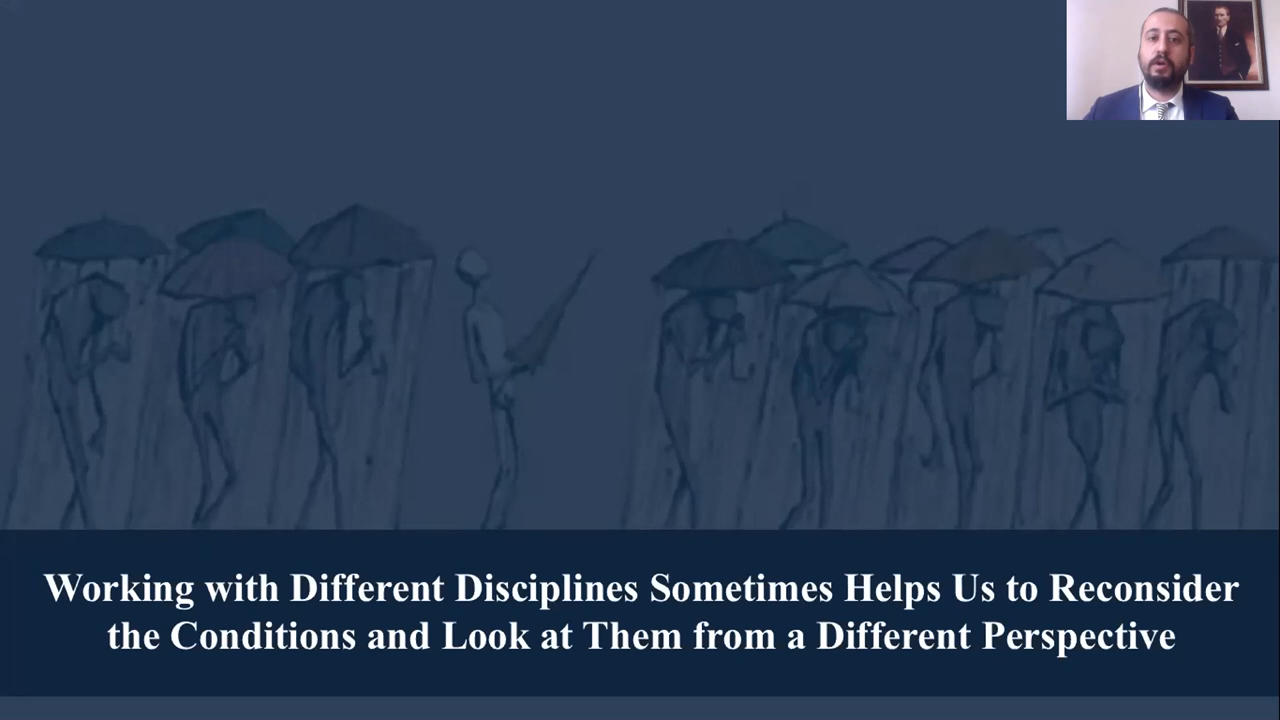 Working with Different Disciplines Sometimes Helps Us to Reconsider
the Conditions and Look at Them from a Different Perspective